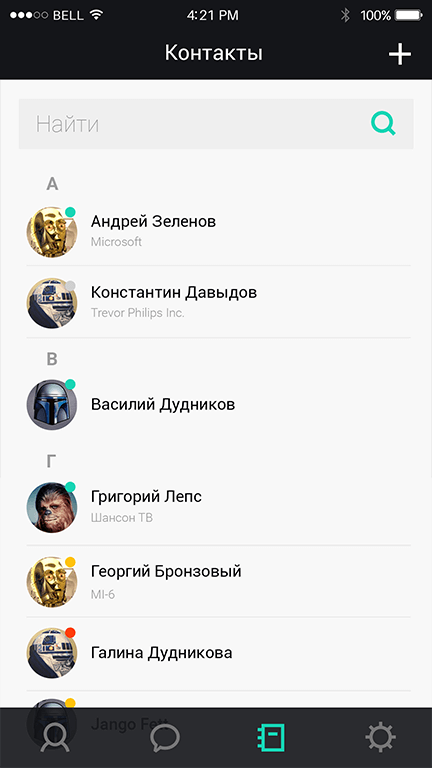 BELL 4:21 PM 100%
Контакты
Найти
А
Андрей Зеленов
Microsoft
Константин Давыдов
Trevor Philips Inc.
В
Василий Дудников
Г
Григорий Лепс
Шансон ТВ
Георгий Бронзовый
MI-6
Галина Дудникова
Jango Fett